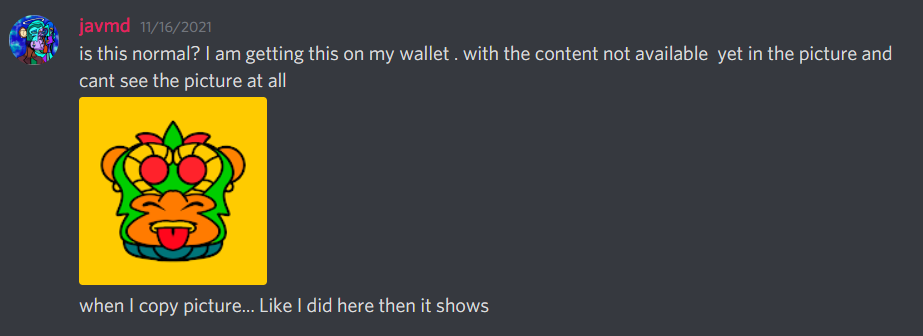 javmd 11/16/2021
is this normal? I am getting this on my wallet . with the content not available  yet in the picture and
cant see the picture at all
when I copy picture... Like I did here then it shows